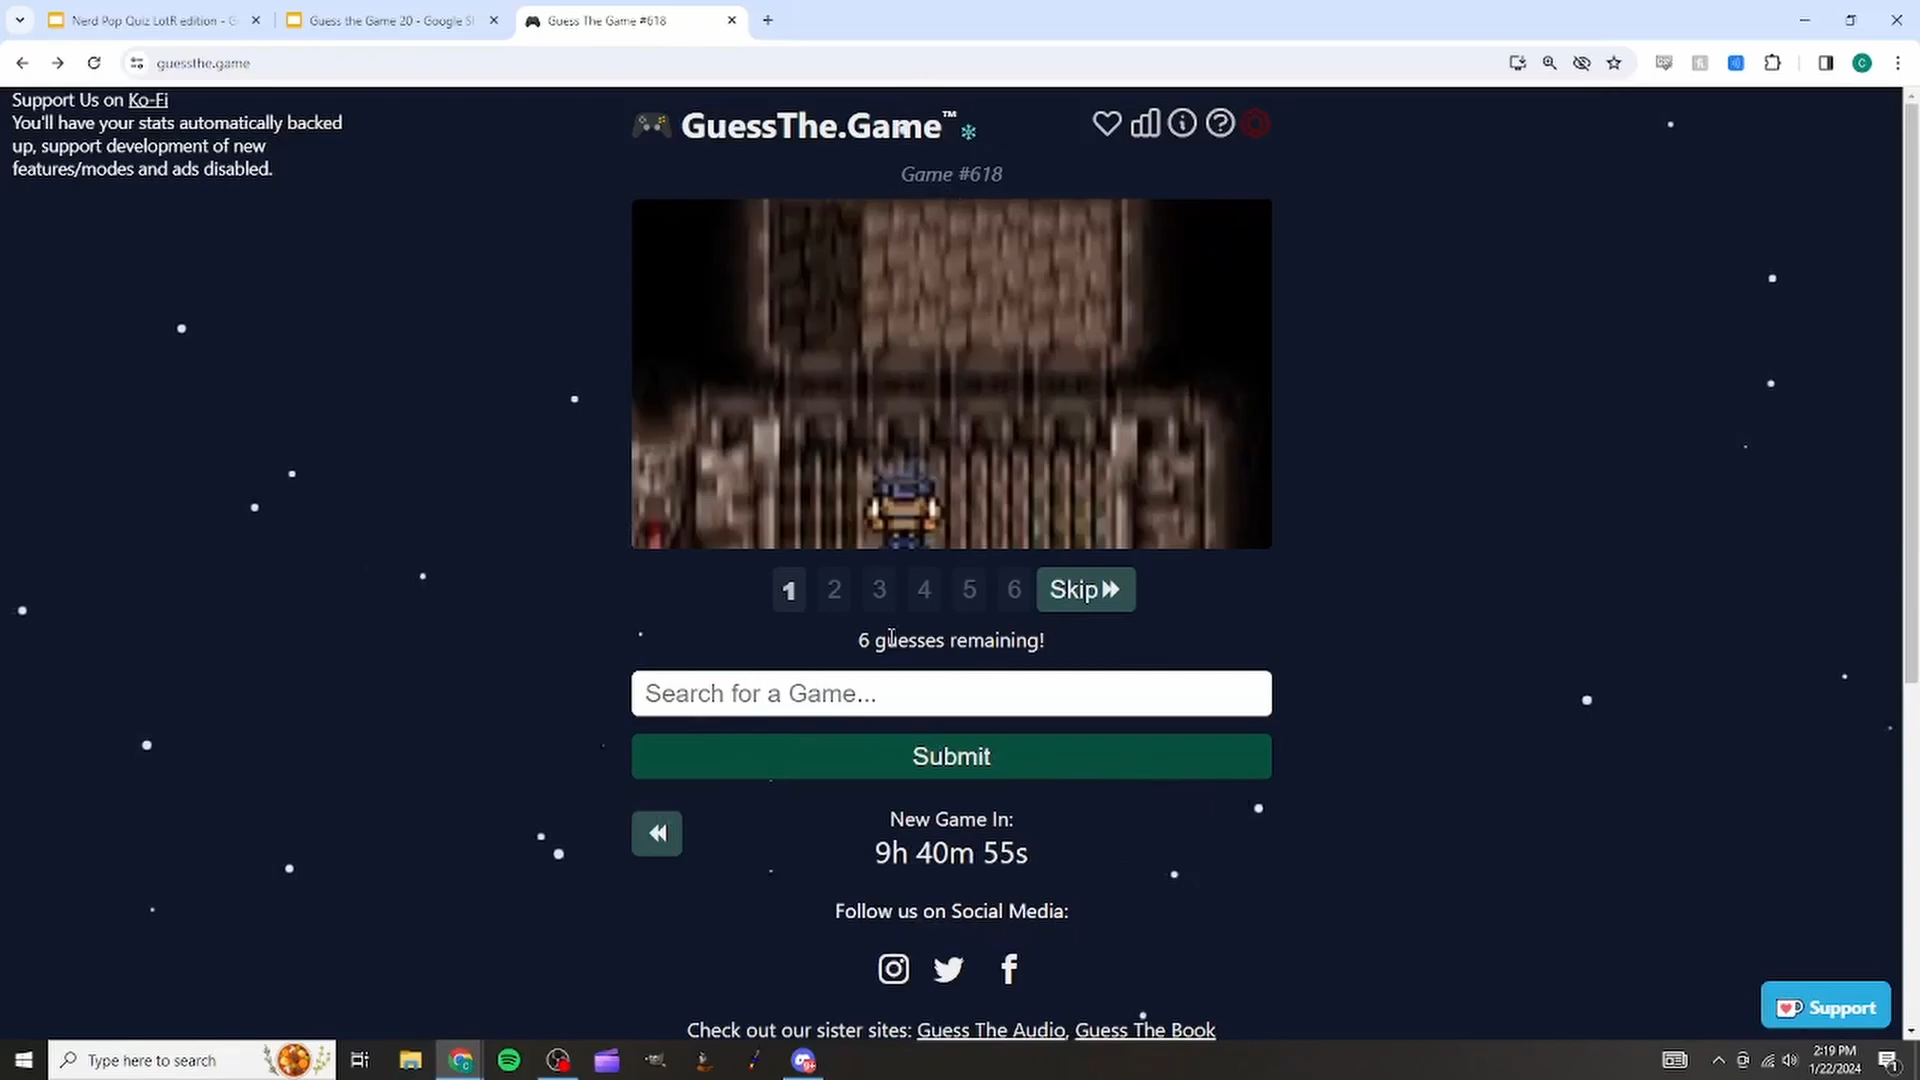 Nerd Pop Quiz LotR edition - G
Guess the Game 20 - Google Sl
Guess The Game #618
guessthe.game
Support Us on Ko-Fi
You'll have your stats automatically backed
up, support development of new
features/modes and ads disabled.
GuessThe.Game™
Game #618
1 2 3 4 5 6 Skip
6 guesses remaining!
Search for a Game...
Submit
New Game In:
9h 40m 55s
Follow us on Social Media:
Support
Check out our sister sites: Guess The Audio, Guess The Book
Type here to search
2:19 PM
1/22/2024